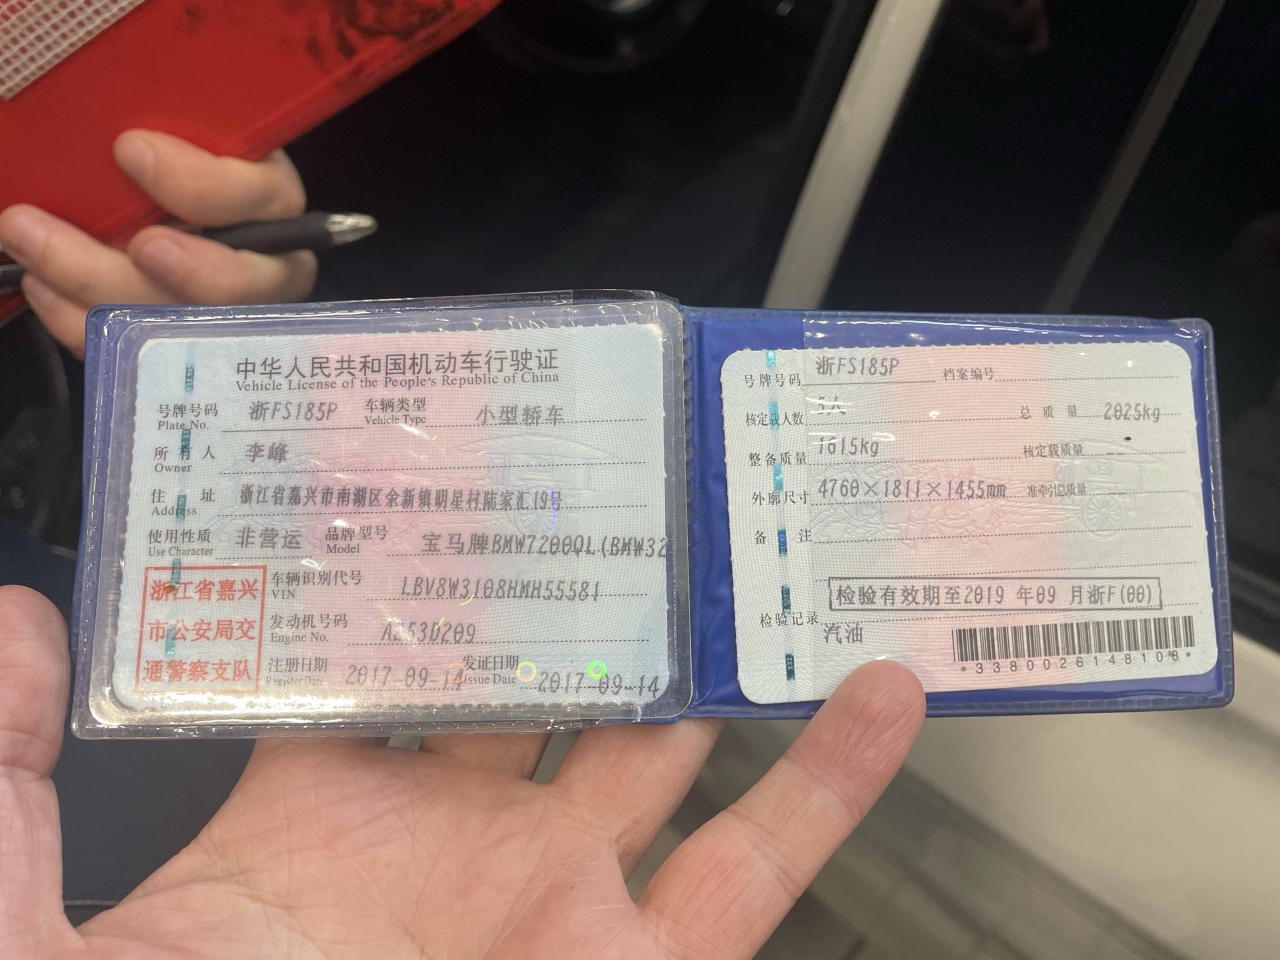 中华人民共和国机动车行驶证
Vehicle License of the People's Republic of China
号牌号码 浙FS185P 车辆类型 小型轿车
Plate No. Vehicle Type
所有人 李峰
Owner
住址 浙江省嘉兴市南湖区余新镇明星村陆家汇19号
Address
使用性质 非营运 品牌型号 宝马牌BMW7200QL(BMW32
Use Character Model
浙江省嘉兴
市公安局交
通警察支队
车辆识别代号 LBV8W3108HMH55581
VIN
发动机号码
Engine No.
注册日期 2017-09-14 发证日期 2017-09-14
Register Date Issue Date
号牌号码 浙FS185P 档案编号
核定载人数 5人 总质量 2025kg
整备质量 1615kg 核定载质量
外廓尺寸 4760×1811×1455mm 准牵引总质量
备注
检验有效期至2019 年09 月浙F(00)
检验记录
汽油
*3380026148108*